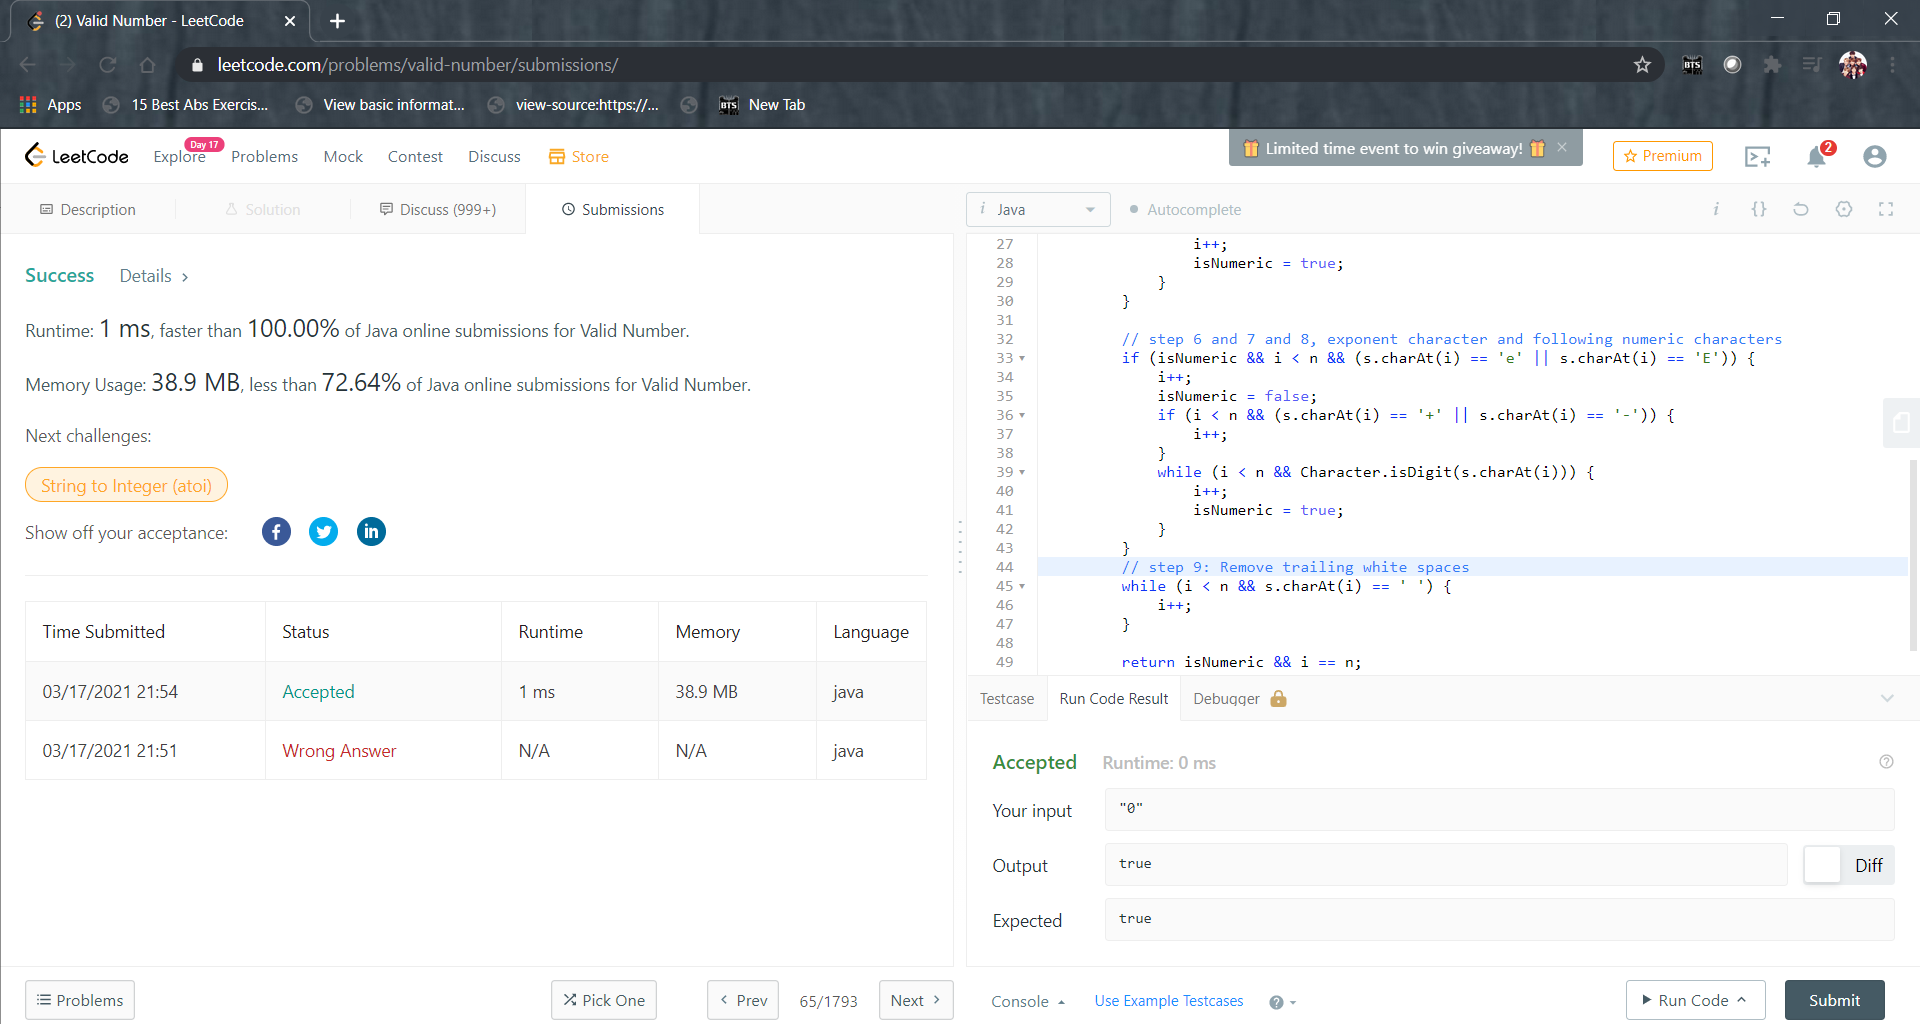 (2) Valid Number - LeetCode
leetcode.com/problems/valid-number/submissions/
BTS
Apps 15 Best Abs Exercis... View basic informat... view-source:https://... BTS New Tab
LeetCode Explore Day 17 Problems Mock Contest Discuss Store
Limited time event to win giveaway!
Premium
2
Description Solution Discuss (999+) Submissions
Success Details >
Runtime: 1 ms, faster than 100.00% of Java online submissions for Valid Number.
Memory Usage: 38.9 MB, less than 72.64% of Java online submissions for Valid Number.
Next challenges:
String to Integer (atoi)
Show off your acceptance:
Time Submitted Status Runtime Memory Language
03/17/2021 21:54 Accepted 1 ms 38.9 MB java
03/17/2021 21:51 Wrong Answer N/A N/A java
Problems Pick One < Prev 65/1793 Next >
i Java Autocomplete i {}
27 i++;
28 isNumeric = true;
29 }
30 }
31
32 // step 6 and 7 and 8, exponent character and following numeric characters
33 if (isNumeric && i < n && (s.charAt(i) == 'e' || s.charAt(i) == 'E')) {
34 i++;
35 isNumeric = false;
36 if (i < n && (s.charAt(i) == '+' || s.charAt(i) == '-')) {
37 i++;
38 }
39 while (i < n && Character.isDigit(s.charAt(i))) {
40 i++;
41 isNumeric = true;
42 }
43 }
44 // step 9: Remove trailing white spaces
45 while (i < n && s.charAt(i) == ' ') {
46 i++;
47 }
48
49 return isNumeric && i == n;
Testcase Run Code Result Debugger
Accepted Runtime: 0 ms
Your input "0"
Output true Diff
Expected true
Console Use Example Testcases ? Run Code Submit